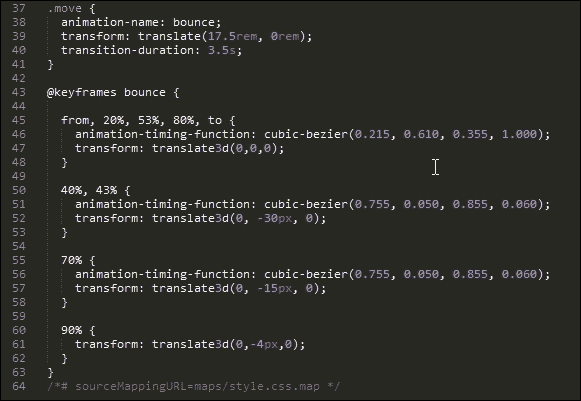 37 .move {
38   animation-name: bounce;
39   transform: translate(17.5rem, 0rem);
40   transition-duration: 3.5s;
41 }
42
43 @keyframes bounce {
44
45   from, 20%, 53%, 80%, to {
46     animation-timing-function: cubic-bezier(0.215, 0.610, 0.355, 1.000);
47     transform: translate3d(0,0,0);
48   }
49
50   40%, 43% {
51     animation-timing-function: cubic-bezier(0.755, 0.050, 0.855, 0.060);
52     transform: translate3d(0, -30px, 0);
53   }
54
55   70% {
56     animation-timing-function: cubic-bezier(0.755, 0.050, 0.855, 0.060);
57     transform: translate3d(0, -15px, 0);
58   }
59
60   90% {
61     transform: translate3d(0,-4px,0);
62   }
63 }
64 /*# sourceMappingURL=maps/style.css.map */